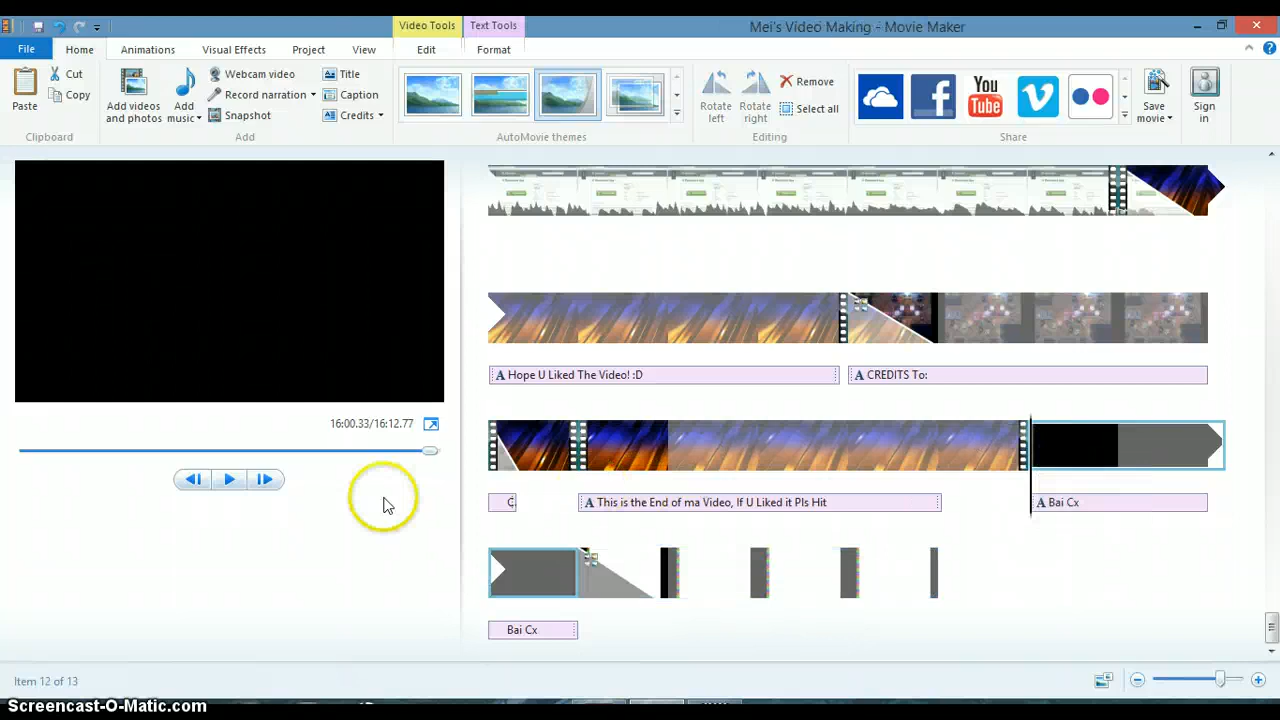 Video Tools Text Tools Mei's Video Making - Movie Maker
File Home Animations Visual Effects Project View Edit Format
Paste Cut Copy
Clipboard
Add videos and photos
Add music
Webcam video
Record narration
Snapshot
Title
Caption
Credits
Add
AutoMovie themes
Rotate left
Rotate right
Remove
Select all
Editing
You Tube
Share
Save movie
Sign in
16:00.33/16:12.77
A Hope U Liked The Video! :D
A CREDITS To:
A This is the End of ma Video, If U Liked it Pls Hit
A Bai Cx
Bai Cx
Item 12 of 13
Screencast-O-Matic.com